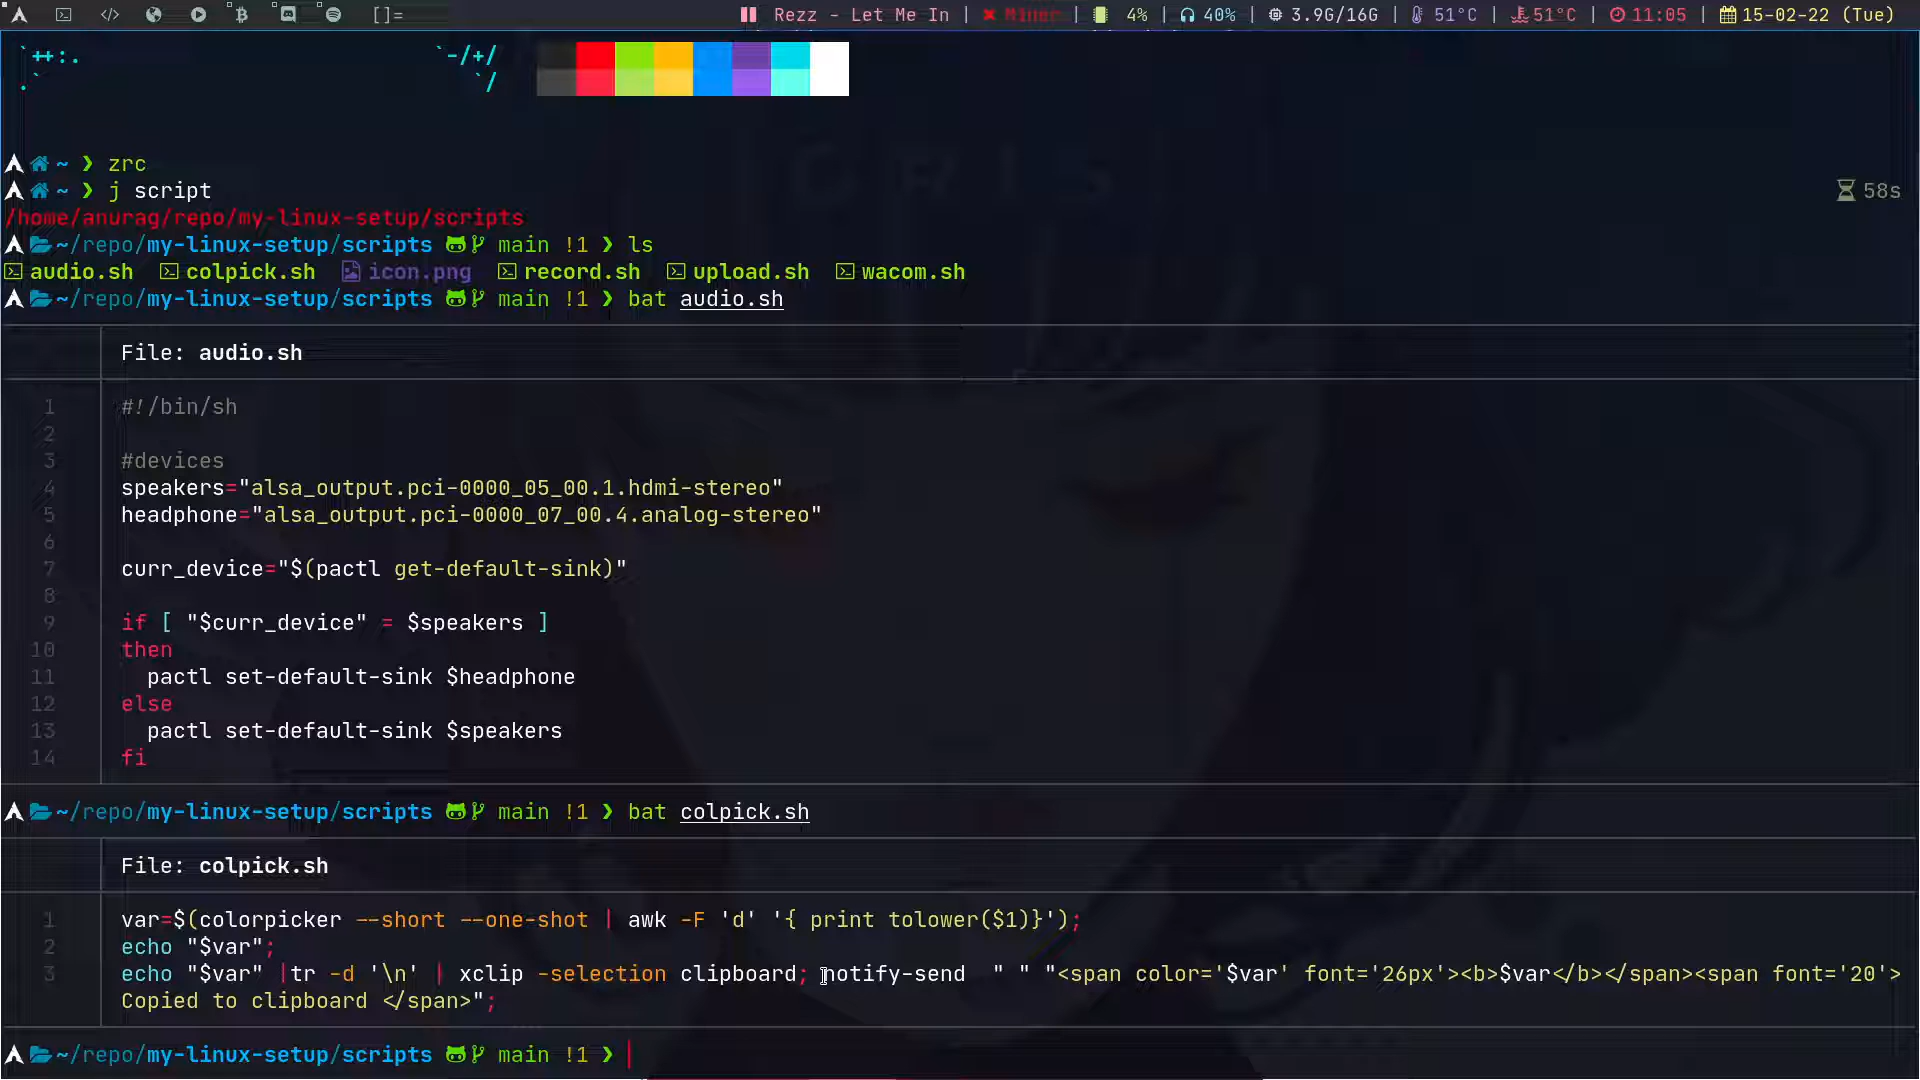 []= Rezz - Let Me In | ✖ Miner | 4% | 40% | 3.9G/16G | 51°C | 51°C | 11:05 | 15-02-22 (Tue)
`++:. `-/+/
.` `/
GRIS
~ ❯ zrc
~ ❯ j script 58s
/home/anurag/repo/my-linux-setup/scripts
~/repo/my-linux-setup/scripts main !1 ❯ ls
audio.sh colpick.sh icon.png record.sh upload.sh wacom.sh
~/repo/my-linux-setup/scripts main !1 ❯ bat audio.sh
File: audio.sh
1 #!/bin/sh
2
3 #devices
4 speakers="alsa_output.pci-0000_05_00.1.hdmi-stereo"
5 headphone="alsa_output.pci-0000_07_00.4.analog-stereo"
6
7 curr_device="$(pactl get-default-sink)"
8
9 if [ "$curr_device" = $speakers ]
10 then
11 pactl set-default-sink $headphone
12 else
13 pactl set-default-sink $speakers
14 fi
~/repo/my-linux-setup/scripts main !1 ❯ bat colpick.sh
File: colpick.sh
1 var=$(colorpicker --short --one-shot | awk -F 'd' '{ print tolower($1)}');
2 echo "$var";
3 echo "$var" |tr -d '\n' | xclip -selection clipboard; notify-send " " "<span color='$var' font='26px'><b>$var</b></span><span font='20'>
Copied to clipboard </span>";
~/repo/my-linux-setup/scripts main !1 ❯